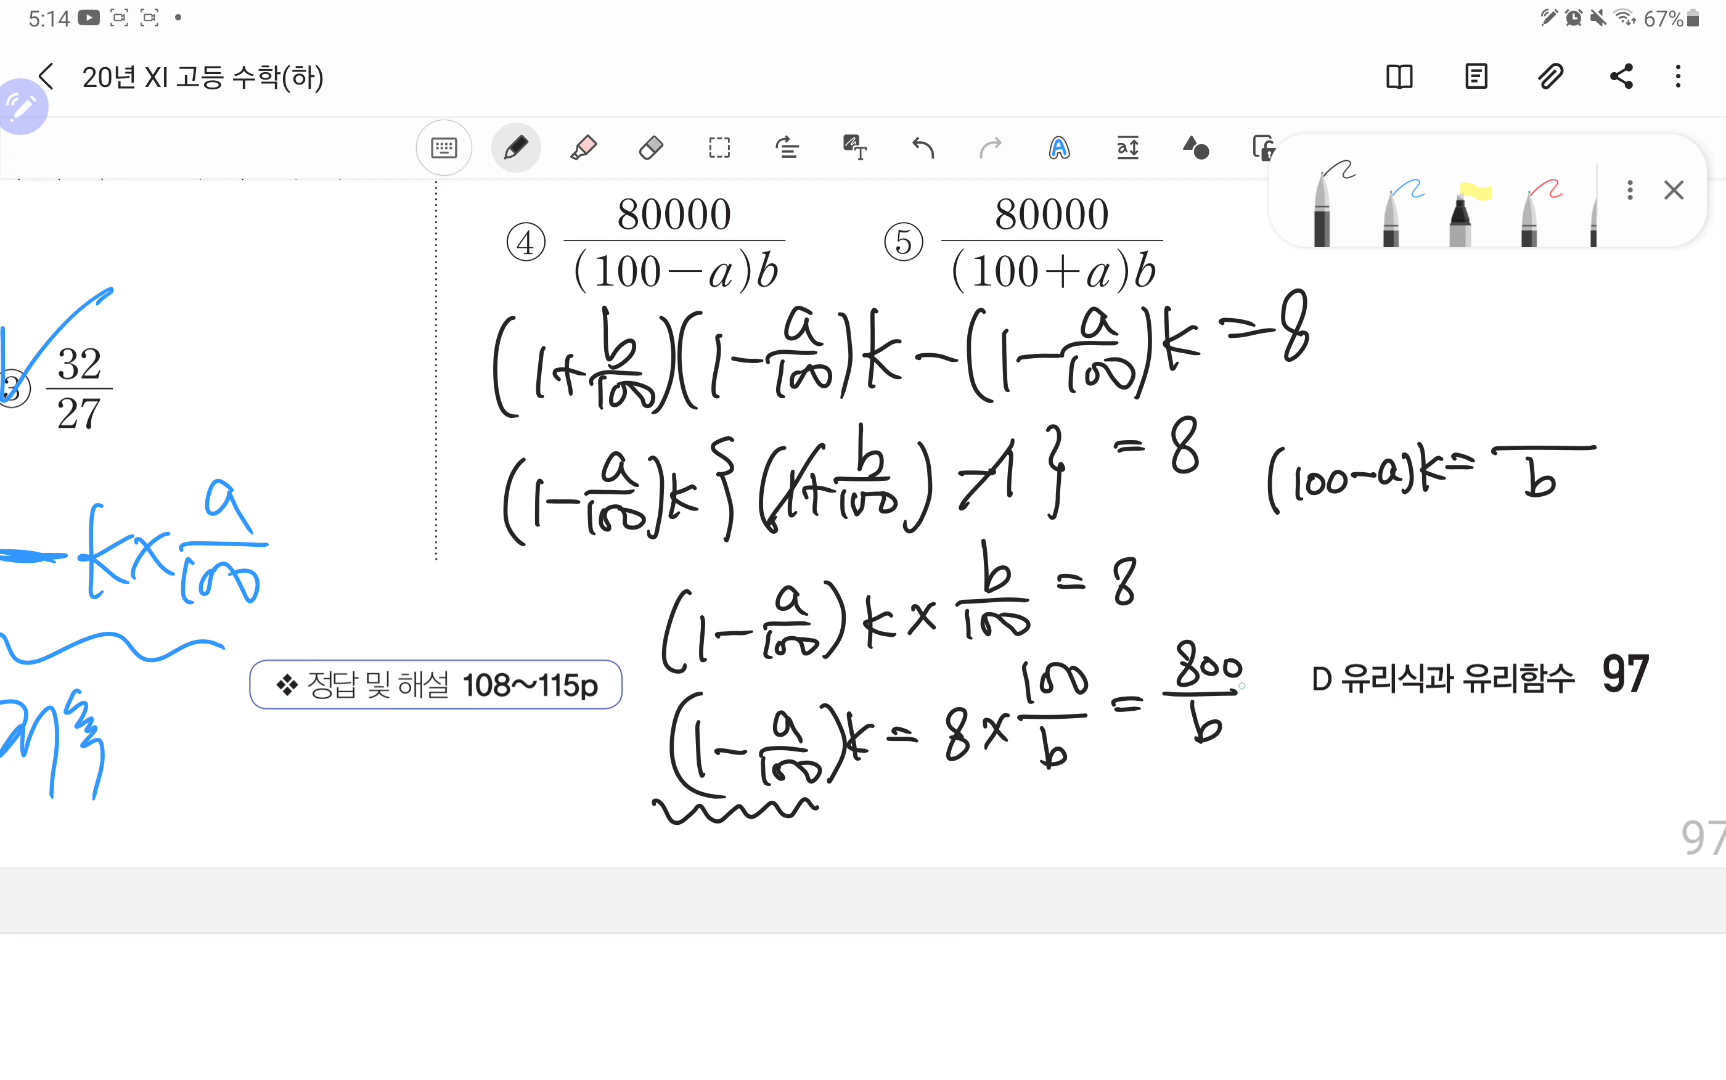 5:14
67%
20년 XI 고등 수학(하)
④ 80000/(100-a)b ⑤ 80000/(100+a)b
③ 32/27
(1+b/100)(1-a/100)k-(1-a/100)k=8
(1-a/100)k{(1+b/100)-1}=8
(100-a)k= /b
-k×a/100
(1-a/100)k×b/100=8
(1-a/100)k=8×100/b=800/b
❖ 정답 및 해설 108~115p
D 유리식과 유리함수 97
97